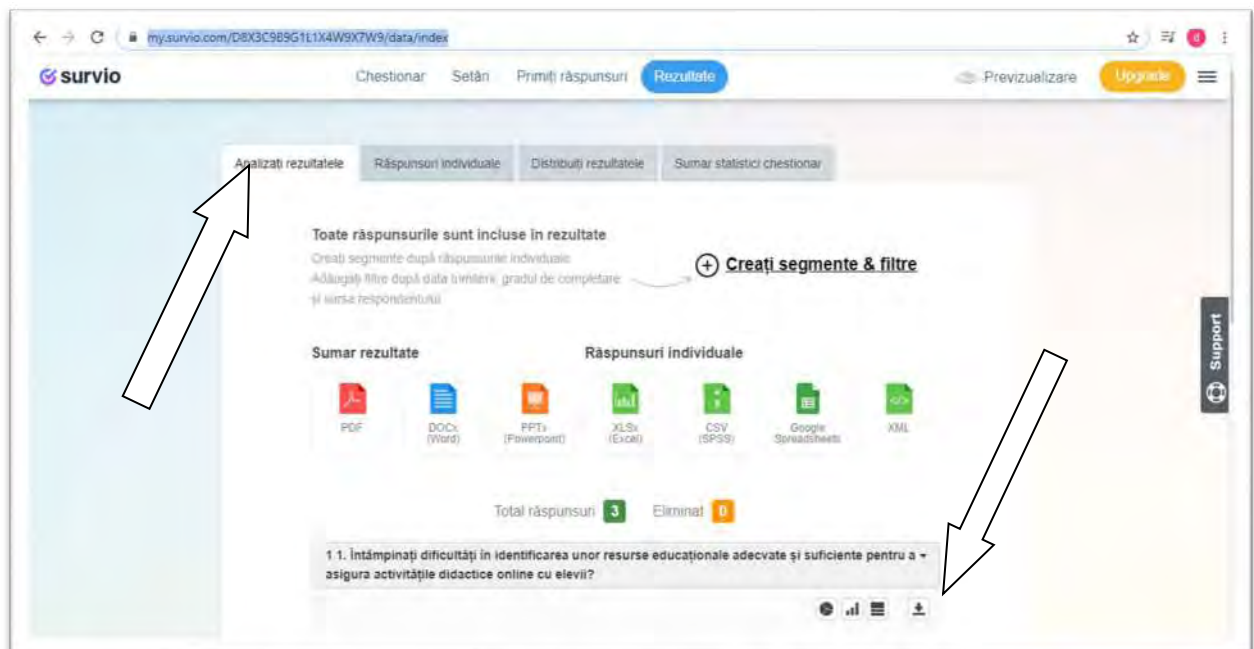 my.survio.com/D8X3C9B9G1L1X4W9X7W9/data/index
survio Chestionar Setări Primiți răspunsuri Rezultate Previzualizare Upgrade
Analizați rezultatele Răspunsuri individuale Distribuiți rezultatele Sumar statistici chestionar
Toate răspunsurile sunt incluse în rezultate
Creați segmente după răspunsurile individuale
Adăugați filtre după data trimiterii, gradul de completare
și sursa respondentului
Creați segmente & filtre
Support
Sumar rezultate Răspunsuri individuale
PDF DOCx PPTx XLSx CSV Google XML
(Word) (Powerpoint) (Excel) (SPSS) Spreadsheets
Total răspunsuri 3 Eliminat 0
1 1. Întâmpinați dificultăți în identificarea unor resurse educaționale adecvate și suficiente pentru a
asigura activitățile didactice online cu elevii?